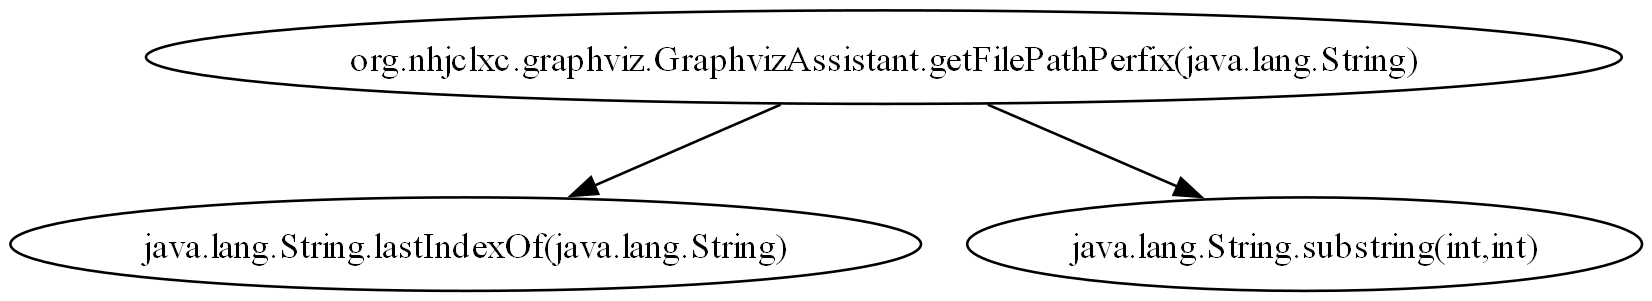 org.nhjclxc.graphviz.GraphvizAssistant.getFilePathPerfix(java.lang.String)
java.lang.String.lastIndexOf(java.lang.String)
java.lang.String.substring(int,int)